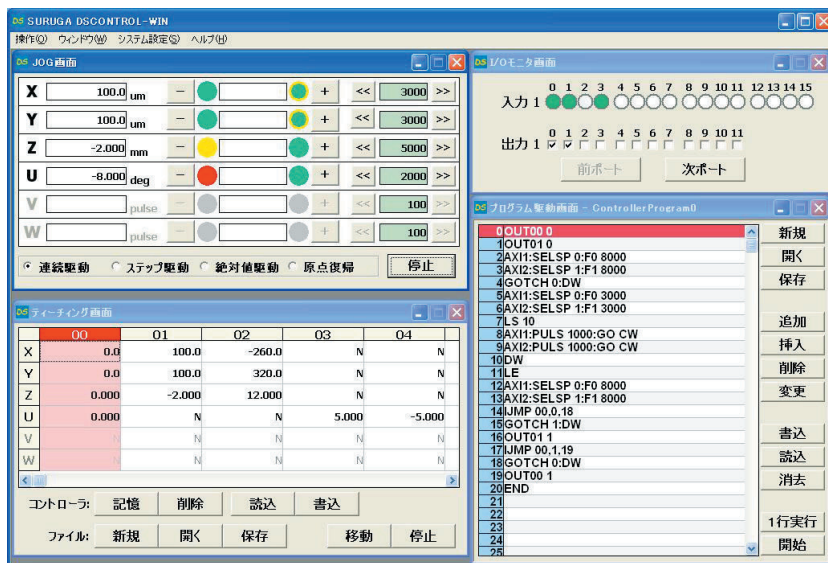 DS SURUGA DSCONTROL-WIN
操作(O) ウィンドウ(W) システム設定(S) ヘルプ(H)
DS JOG画面
X 100.0 um − + << 3000 >>
Y 100.0 um − + << 3000 >>
Z -2.000 mm − + << 5000 >>
U -8.000 deg − + << 2000 >>
V pulse − + << 100 >>
W pulse − + << 100 >>
連続駆動 ステップ駆動 絶対値駆動 原点復帰 停止
DS ティーチィング画面
00 01 02 03 04
X 0.0 100.0 -260.0 N N
Y 0.0 100.0 320.0 N N
Z 0.000 -2.000 12.000 N N
U 0.000 N N 5.000 -5.000
V N N N N N
W N N N N N
コントローラ: 記憶 削除 読込 書込
ファイル: 新規 開く 保存 移動 停止
DS I/Oモニタ画面
0 1 2 3 4 5 6 7 8 9 10 11 12 13 14 15
入力 1
0 1 2 3 4 5 6 7 8 9 10 11
出力 1
前ポート 次ポート
DS プログラム駆動画面 - ControllerProgram0
0 OUT00 0
1 OUT01 0
2 AXI1:SELSP 0:F0 8000
3 AXI2:SELSP 1:F1 8000
4 GOTCH 0:DW
5 AXI1:SELSP 0:F0 3000
6 AXI2:SELSP 1:F1 3000
7 LS 10
8 AXI1:PULS 1000:GO CW
9 AXI2:PULS 1000:GO CW
10 DW
11 LE
12 AXI1:SELSP 0:F0 8000
13 AXI2:SELSP 1:F1 8000
14 IJMP 00,0,18
15 GOTCH 1:DW
16 OUT01 1
17 IJMP 00,1,19
18 GOTCH 0:DW
19 OUT00 1
20 END
21
22
23
24
25
新規
開く
保存
追加
挿入
削除
変更
書込
読込
消去
1行実行
開始